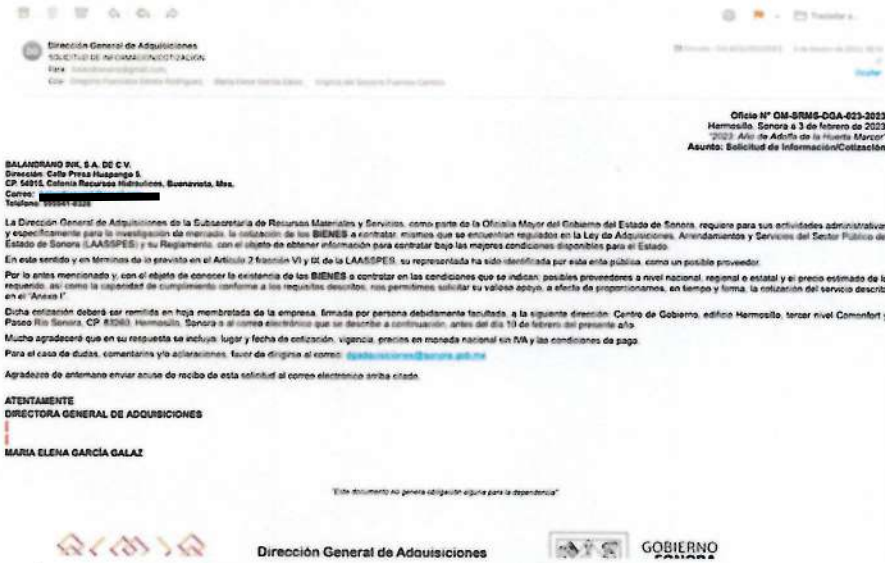 Trasladar a...
Dirección General de Adquisiciones
SOLICITUD DE INFORMACIÓN/COTIZACIÓN
Para:
Oficio N° OM-SRMS-DGA-023-2023
Hermosillo, Sonora a 3 de febrero de 2023
"2023: Año de Adolfo de la Huerta Marcor"
Asunto: Solicitud de Información/Cotización
BALANDRANO INK, S.A. DE C.V.
Dirección: Calle Presa Huapango 5.
CP. 54915, Colonia Recursos Hidráulicos, Buenavista, Mex.
Correo:
Teléfono:
La Dirección General de Adquisiciones de la Subsecretaría de Recursos Materiales y Servicios, como parte de la Oficialía Mayor del Gobierno del Estado de Sonora, requiere para sus actividades administrativas
y específicamente para la investigación de mercado, la cotización de los BIENES a contratar, mismos que se encuentran regulados en la Ley de Adquisiciones, Arrendamientos y Servicios del Sector Público de
Estado de Sonora (LAASSPES) y su Reglamento, con el objeto de obtener información para contratar bajo las mejores condiciones disponibles para el Estado.
En este sentido y en términos de lo previsto en el Artículo 2 fracción VI y IX de la LAASSPES, su representada ha sido identificada por este ente público, como un posible proveedor.
Por lo antes mencionado y, con el objeto de conocer la existencia de los BIENES a contratar en las condiciones que se indican; posibles proveedores a nivel nacional, regional o estatal y el precio estimado de lo
requerido, así como la capacidad de cumplimiento conforme a los requisitos descritos, nos permitimos solicitar su valioso apoyo, a efecto de proporcionarnos, en tiempo y forma, la cotización del servicio descrit
en el "Anexo I".
Dicha cotización deberá ser remitida en hoja membretada de la empresa, firmada por persona debidamente facultada, a la siguiente dirección: Centro de Gobierno, edificio Hermosillo, tercer nivel Comonfort y
Paseo Río Sonora, CP. 83280, Hermosillo, Sonora o al correo electrónico que se describe a continuación, antes del día 10 de febrero del presente año.
Mucho agradeceré que en su respuesta se incluya: lugar y fecha de cotización, vigencia, precios en moneda nacional sin IVA y las condiciones de pago.
Para el caso de dudas, comentarios y/o aclaraciones, favor de dirigirse al correo:
Agradezco de antemano enviar acuse de recibo de esta solicitud al correo electrónico arriba citado.
ATENTAMENTE
DIRECTORA GENERAL DE ADQUISICIONES
MARIA ELENA GARCÍA GALAZ
"Este documento no genera obligación alguna para la dependencia"
Dirección General de Adquisiciones
GOBIERNO
SONORA